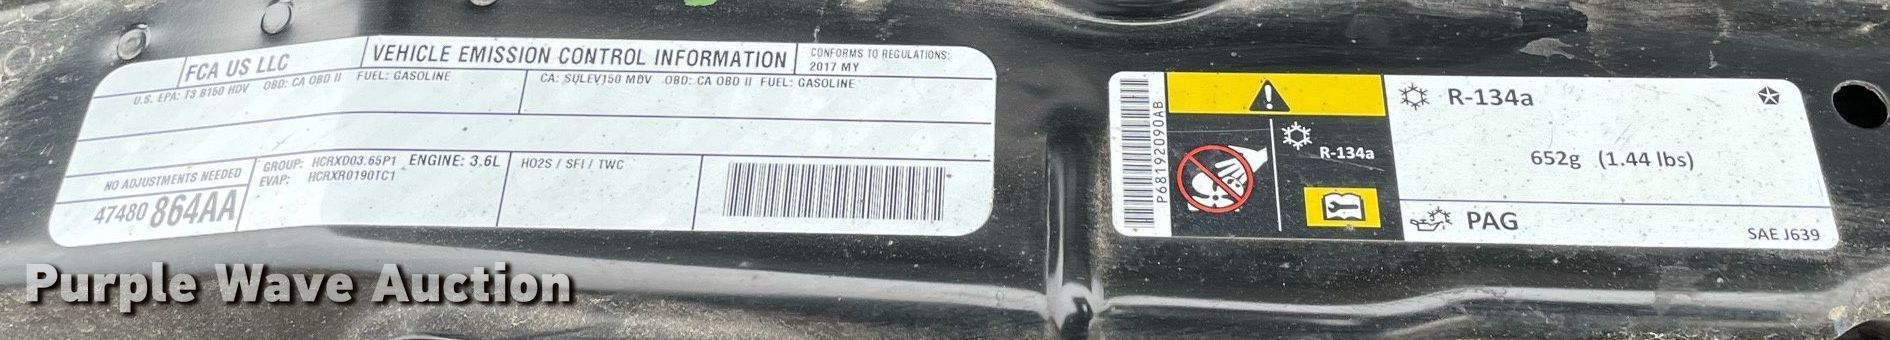 FCA US LLC
VEHICLE EMISSION CONTROL INFORMATION
CONFORMS TO REGULATIONS:
2017 MY
U.S. EPA: T3 B150 HDV OBD: CA OBD II FUEL: GASOLINE
CA: SULEV150 MDV OBD: CA OBD II FUEL: GASOLINE
NO ADJUSTMENTS NEEDED
47480 864AA
GROUP: HCRXD03.65P1 ENGINE: 3.6L
EVAP: HCRXR0190TC1
HO2S / SFI / TWC
P68192090AB
R-134a
R-134a
652g (1.44 lbs)
PAG
SAE J639
Purple Wave Auction